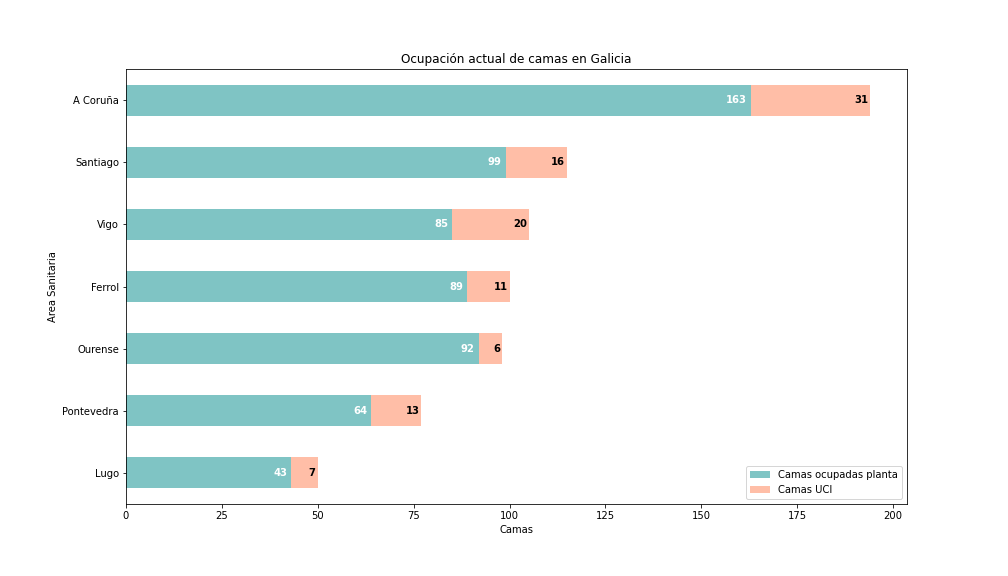 Ocupación actual de camas en Galicia
Area Sanitaria
A Coruña 163 31
Santiago 99 16
Vigo 85 20
Ferrol 89 11
Ourense 92 6
Pontevedra 64 13
Lugo 43 7
Camas ocupadas planta
Camas UCI
0 25 50 75 100 125 150 175 200
Camas